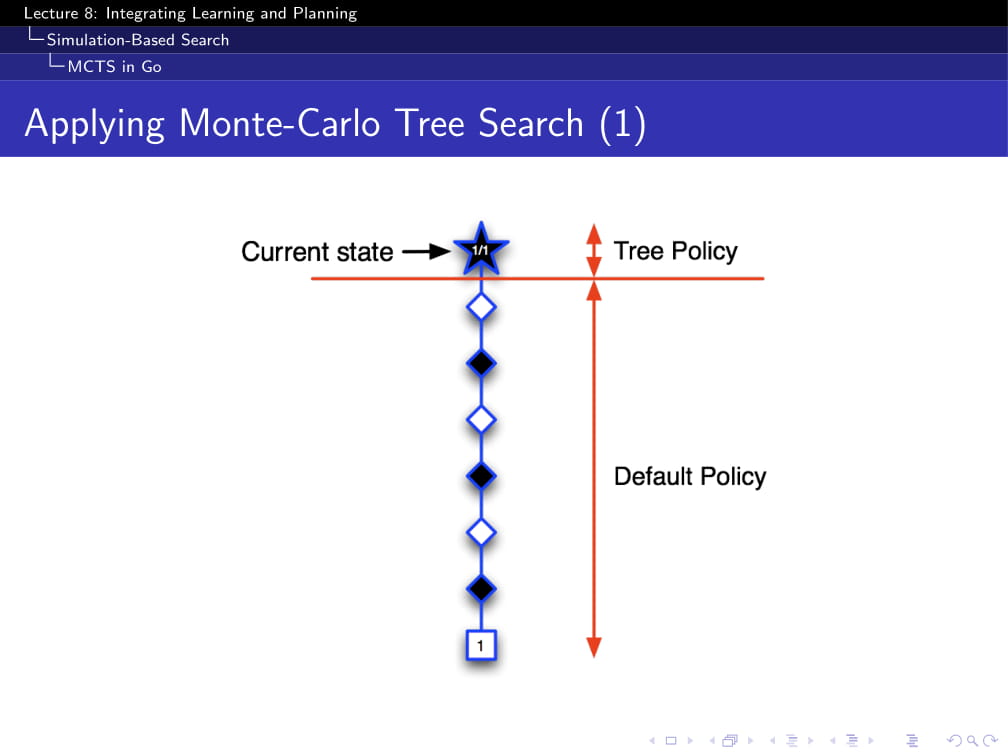 Lecture 8: Integrating Learning and Planning
Simulation-Based Search
MCTS in Go
Applying Monte-Carlo Tree Search (1)
Current state
1/1
Tree Policy
Default Policy
1